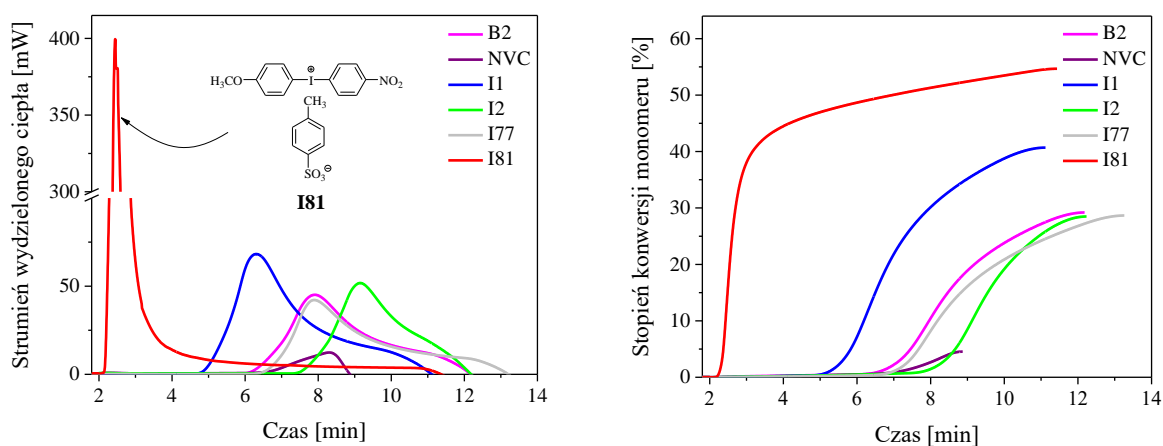 Strumień wydzielonego ciepła [mW]
400
350
300
50
0
2
4
6
8
10
12
14
Czas [min]
B2
NVC
I1
I2
I77
I81
H₃CO
I
⊕
NO₂
CH₃
SO₃⊖
I81
Stopień konwersji monomeru [%]
60
50
40
30
20
10
0
2
4
6
8
10
12
14
Czas [min]
B2
NVC
I1
I2
I77
I81